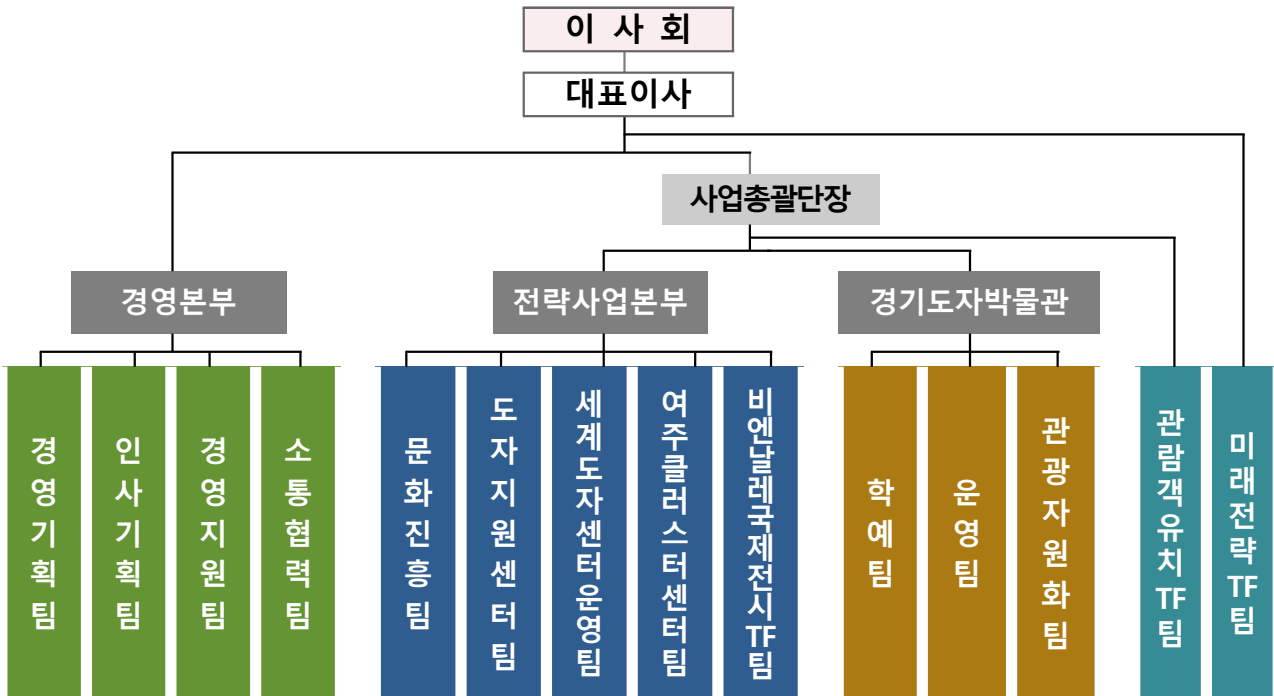 이 사 회
대표이사
사업총괄단장
경영본부
전략사업본부
경기도자박물관
경영기획팀
인사기획팀
경영지원팀
소통협력팀
문화진흥팀
도자지원센터팀
세계도자센터운영팀
여주클러스터센터팀
비엔날레국제전시TF팀
학예팀
운영팀
관광자원화팀
관람객유치TF팀
미래전략TF팀